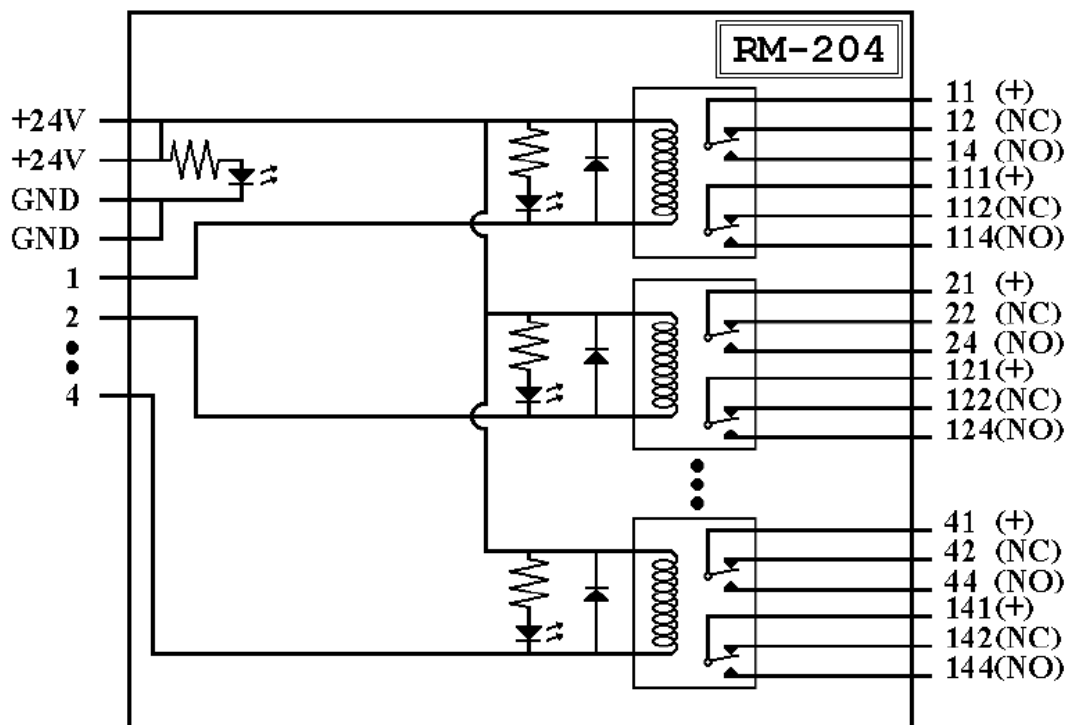 RM-204
+24V
+24V
GND
GND
1
2
4
11 (+)
12 (NC)
14 (NO)
111(+)
112(NC)
114(NO)
21 (+)
22 (NC)
24 (NO)
121(+)
122(NC)
124(NO)
41 (+)
42 (NC)
44 (NO)
141(+)
142(NC)
144(NO)